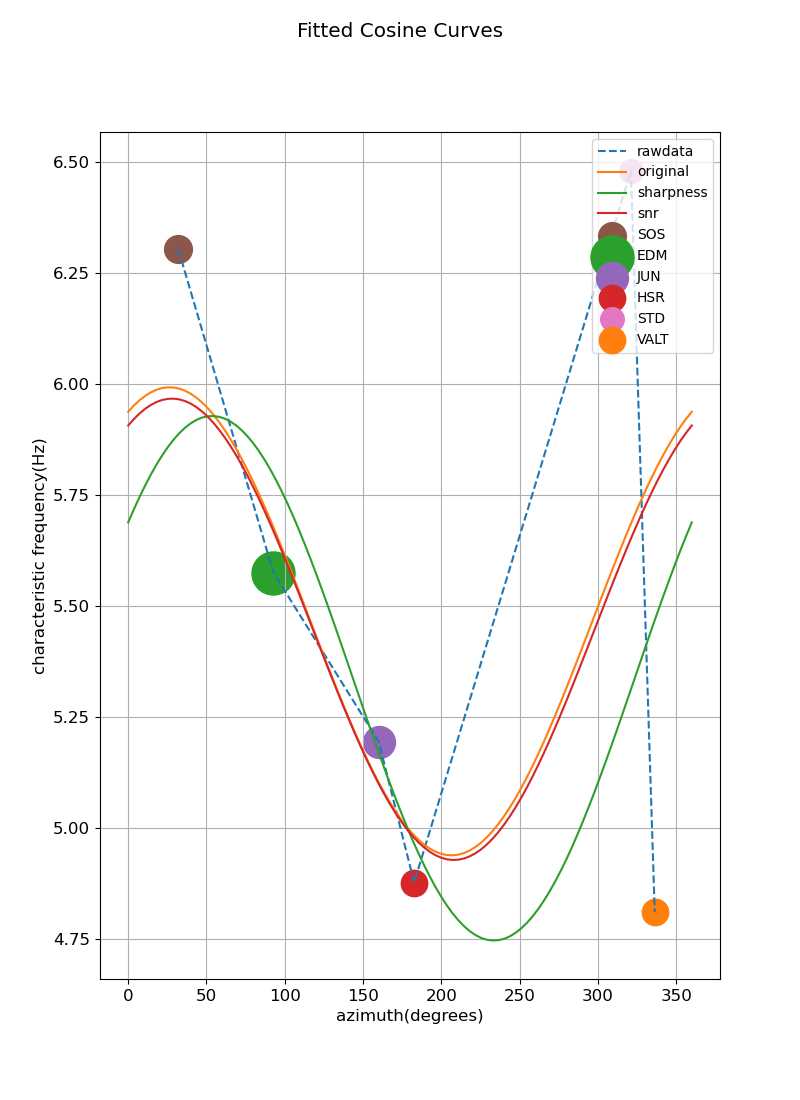 Fitted Cosine Curves
6.50
6.25
6.00
5.75
5.50
5.25
5.00
4.75
characteristic frequency(Hz)
rawdata
original
sharpness
snr
SOS
EDM
JUN
HSR
STD
VALT
0 50 100 150 200 250 300 350
azimuth(degrees)